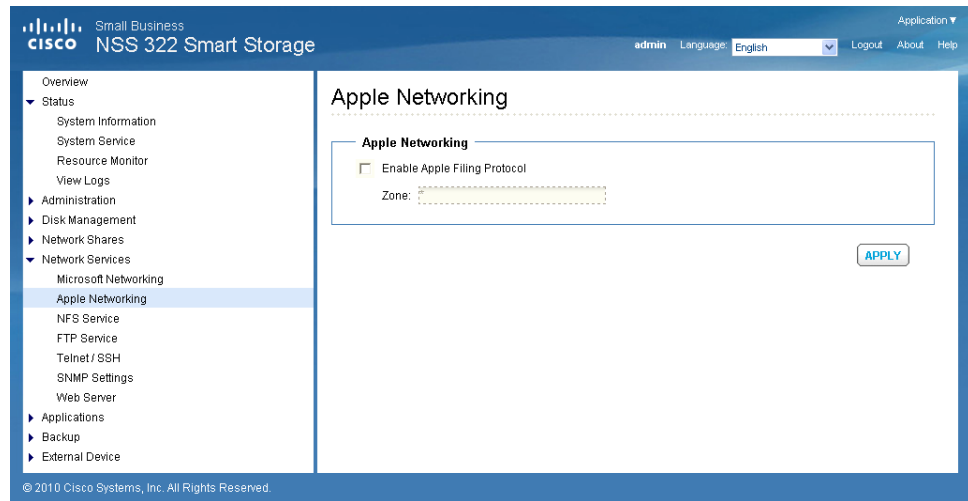 Small Business
CISCO NSS 322 Smart Storage
Application ▼
admin Language: English Logout About Help
Overview
Status
System Information
System Service
Resource Monitor
View Logs
Administration
Disk Management
Network Shares
Network Services
Microsoft Networking
Apple Networking
NFS Service
FTP Service
Telnet / SSH
SNMP Settings
Web Server
Applications
Backup
External Device
Apple Networking
Apple Networking
Enable Apple Filing Protocol
Zone: *
APPLY
© 2010 Cisco Systems, Inc. All Rights Reserved.